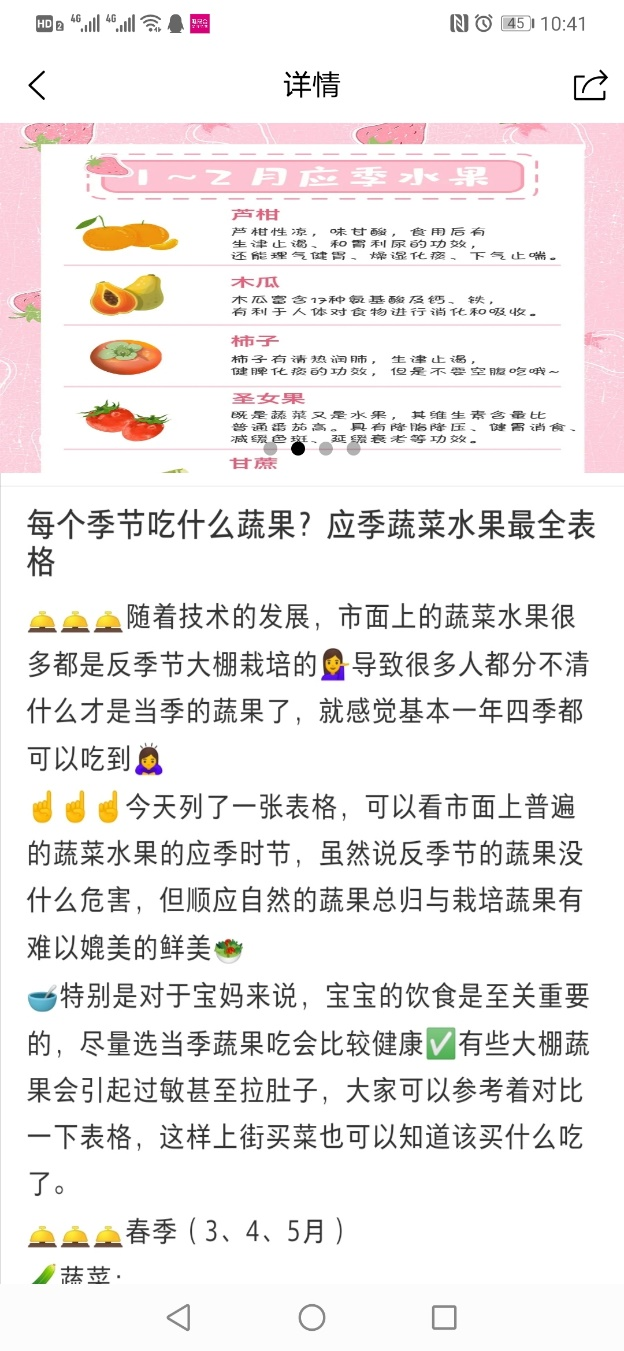 HD 2 4G 4G 45 10:41
详情
1~2月应季水果
芦柑
芦柑性凉，味甘酸，食用后有
生津止渴、和胃利尿的功效，
还能理气健胃、燥湿化痰、下气止喘。
木瓜
木瓜富含17种氨基酸及钙、铁，
有利于人体对食物进行消化和吸收。
柿子
柿子有清热润肺，生津止渴，
健脾化痰的功效，但是不要空腹吃哦~
圣女果
既是蔬菜又是水果，其维生素含量比
普通番茄高。具有降脂降压、健胃消食、
减缓色斑、延缓衰老等功效。
甘蔗
每个季节吃什么蔬果？应季蔬菜水果最全表
格
🛎️🛎️🛎️随着技术的发展，市面上的蔬菜水果很
多都是反季节大棚栽培的💁‍♀️导致很多人都分不清
什么才是当季的蔬果了，就感觉基本一年四季都
可以吃到🙇‍♀️
☝️☝️☝️今天列了一张表格，可以看市面上普遍
的蔬菜水果的应季时节，虽然说反季节的蔬果没
什么危害，但顺应自然的蔬果总归与栽培蔬果有
难以媲美的鲜美🥗
🥣特别是对于宝妈来说，宝宝的饮食是至关重要
的，尽量选当季蔬果吃会比较健康✅有些大棚蔬
果会引起过敏甚至拉肚子，大家可以参考着对比
一下表格，这样上街买菜也可以知道该买什么吃
了。
🛎️🛎️🛎️春季（3、4、5月）
🥒蔬菜：